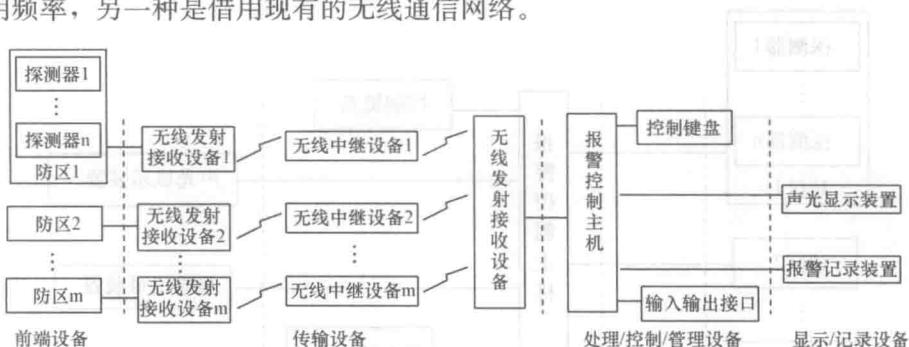 用频率，另一种是借用现有的无线通信网络。
探测器1
⋮
探测器n
防区1
防区2
防区m
无线发射
接收设备1
无线发射
接收设备2
⋮
无线发射
接收设备m
无线中继设备1
无线中继设备2
⋮
无线中继设备m
无线发射接收设备
报警控制主机
控制键盘
输入输出接口
声光显示装置
报警记录装置
前端设备
传输设备
处理/控制/管理设备
显示/记录设备